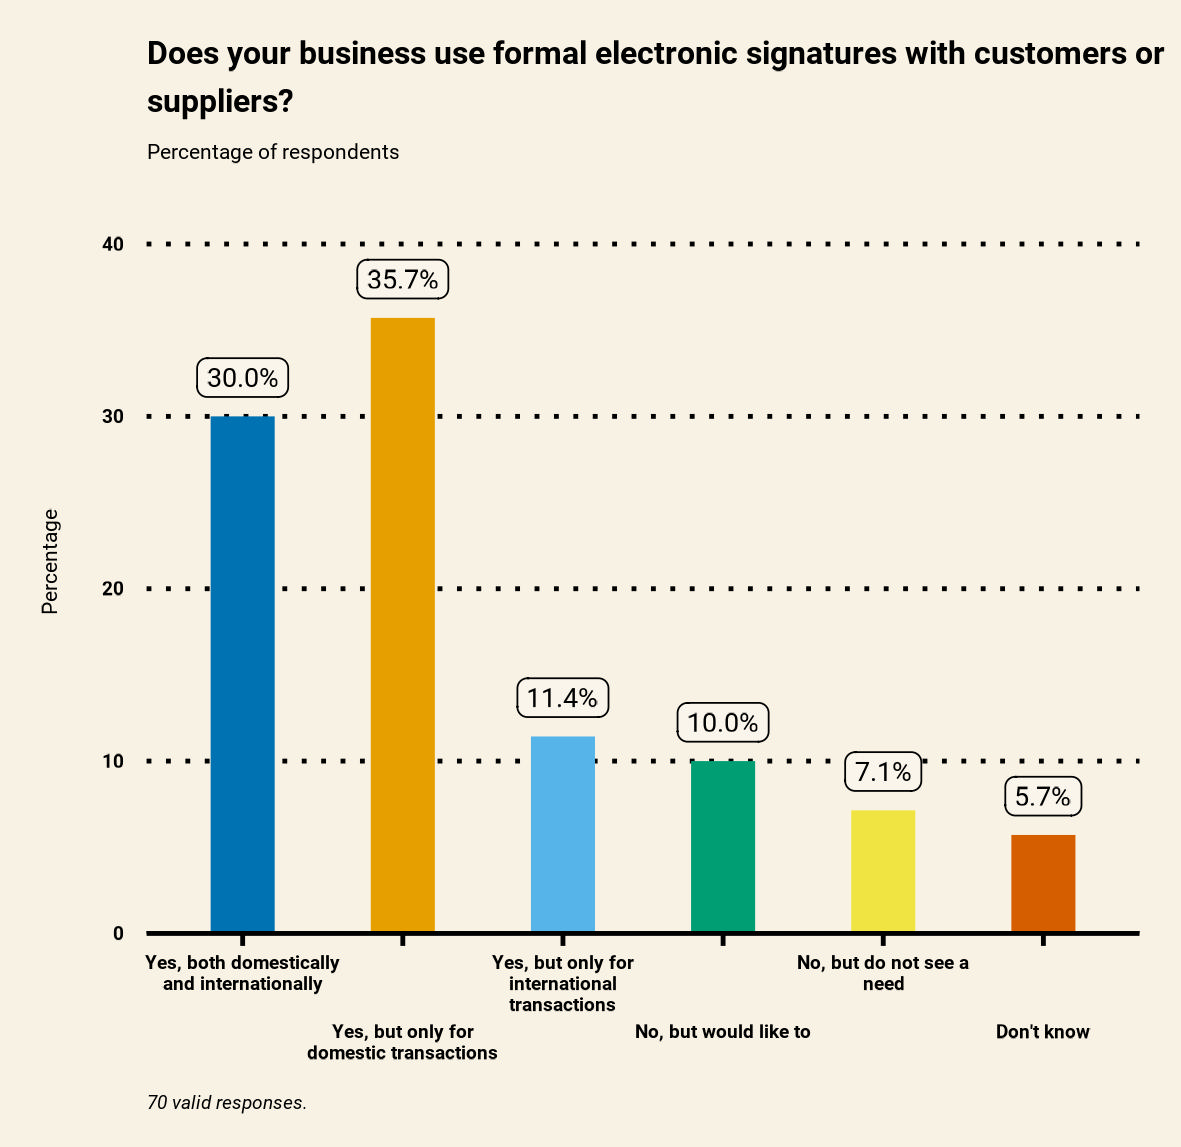 Does your business use formal electronic signatures with customers or
suppliers?
Percentage of respondents
40
35.7%
30.0%
30
Percentage
20
11.4%
10.0%
10
7.1%
5.7%
0
Yes, both domestically
and internationally
Yes, but only for
domestic transactions
Yes, but only for
international
transactions
No, but would like to
No, but do not see a
need
Don't know
70 valid responses.